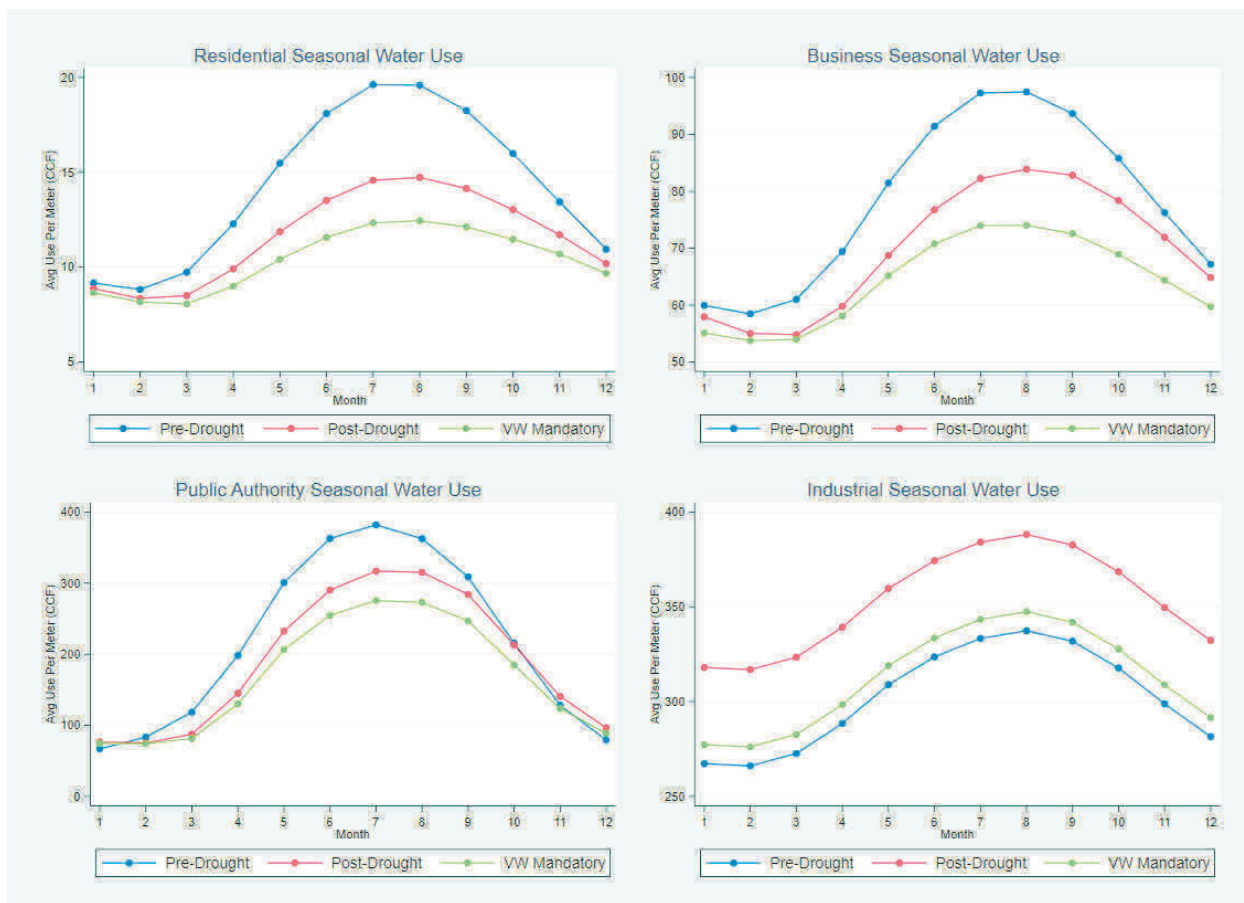 Residential Seasonal Water Use
Avg Use Per Meter (CCF)
20
15
10
5
1 2 3 4 5 6 7 8 9 10 11 12
Month
Pre-Drought Post-Drought VW Mandatory
Business Seasonal Water Use
Avg Use Per Meter (CCF)
100
90
80
70
60
50
1 2 3 4 5 6 7 8 9 10 11 12
Month
Pre-Drought Post-Drought VW Mandatory
Public Authority Seasonal Water Use
Avg Use Per Meter (CCF)
400
300
200
100
0
1 2 3 4 5 6 7 8 9 10 11 12
Month
Pre-Drought Post-Drought VW Mandatory
Industrial Seasonal Water Use
Avg Use Per Meter (CCF)
400
350
300
250
1 2 3 4 5 6 7 8 9 10 11 12
Month
Pre-Drought Post-Drought VW Mandatory